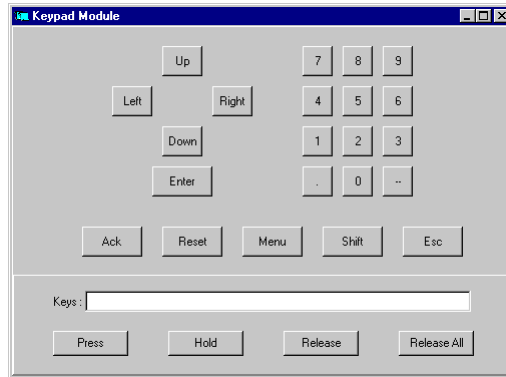 Keypad Module
Up 7 8 9
Left Right 4 5 6
Down 1 2 3
Enter . 0 --
Ack Reset Menu Shift Esc
Keys :
Press Hold Release Release All